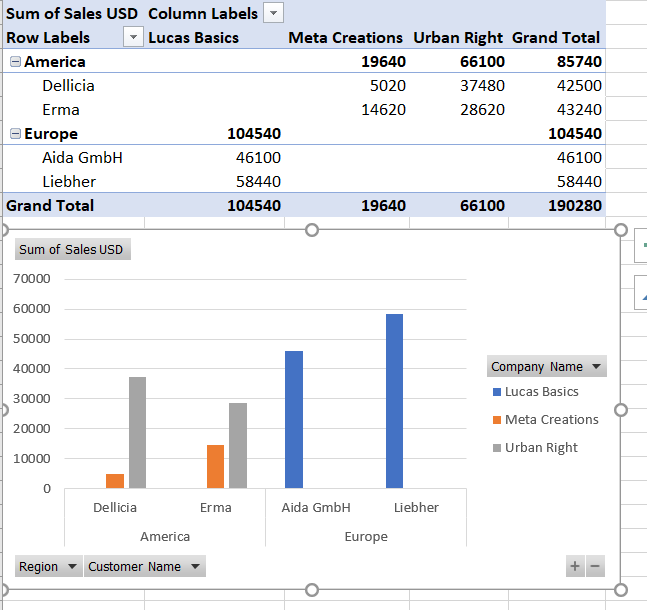 Sum of Sales USD Column Labels
Row Labels Lucas Basics Meta Creations Urban Right Grand Total
America 19640 66100 85740
Dellicia 5020 37480 42500
Erma 14620 28620 43240
Europe 104540 104540
Aida GmbH 46100 46100
Liebher 58440 58440
Grand Total 104540 19640 66100 190280
Sum of Sales USD
70000
60000
50000
40000
30000
20000
10000
0
Dellicia Erma Aida GmbH Liebher
America Europe
Company Name
Lucas Basics
Meta Creations
Urban Right
Region Customer Name